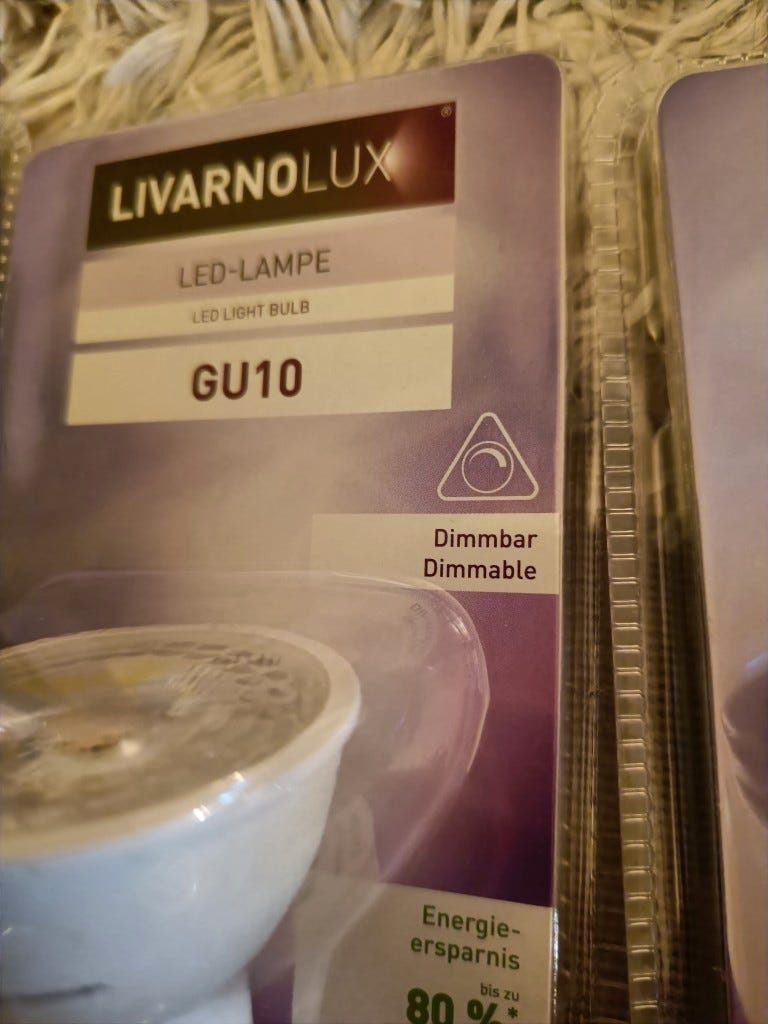 LIVARNOLUX®
LED-LAMPE
LED LIGHT BULB
GU10
Dimmbar
Dimmable
Energie-
ersparnis
bis zu
80 %*